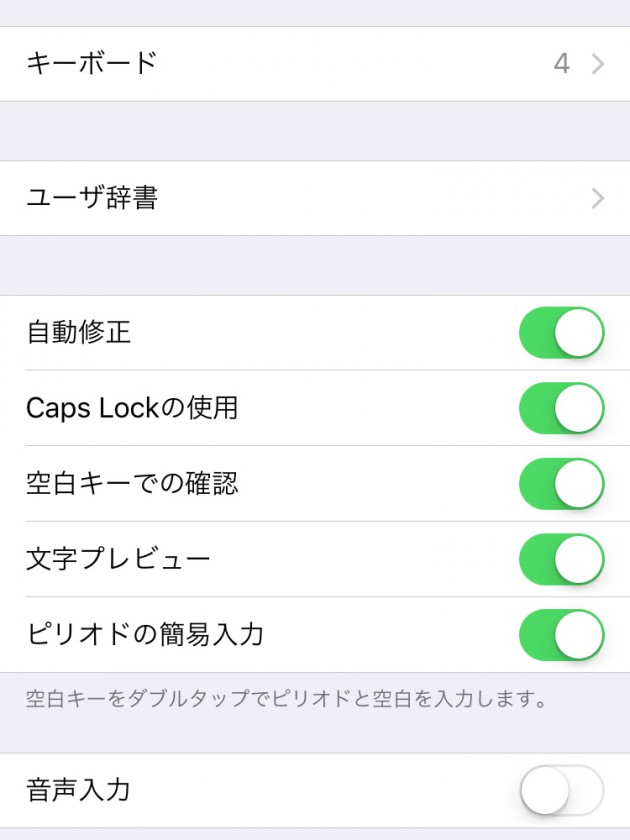 キーボード 4
ユーザ辞書
自動修正
Caps Lockの使用
空白キーでの確認
文字プレビュー
ピリオドの簡易入力
空白キーをダブルタップでピリオドと空白を入力します。
音声入力